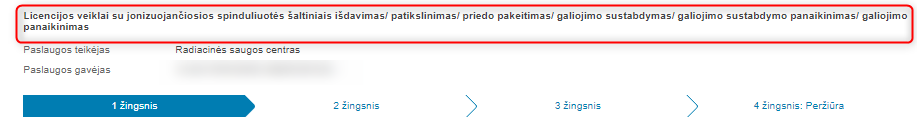 Licencijos veiklai su jonizuojančiosios spinduliuotės šaltiniais išdavimas/ patikslinimas/ priedo pakeitimas/ galiojimo sustabdymas/ galiojimo sustabdymo panaikinimas/ galiojimo
panaikinimas
Paslaugos teikėjas Radiacinės saugos centras
Paslaugos gavėjas
1 žingsnis 2 žingsnis 3 žingsnis 4 žingsnis: Peržiūra